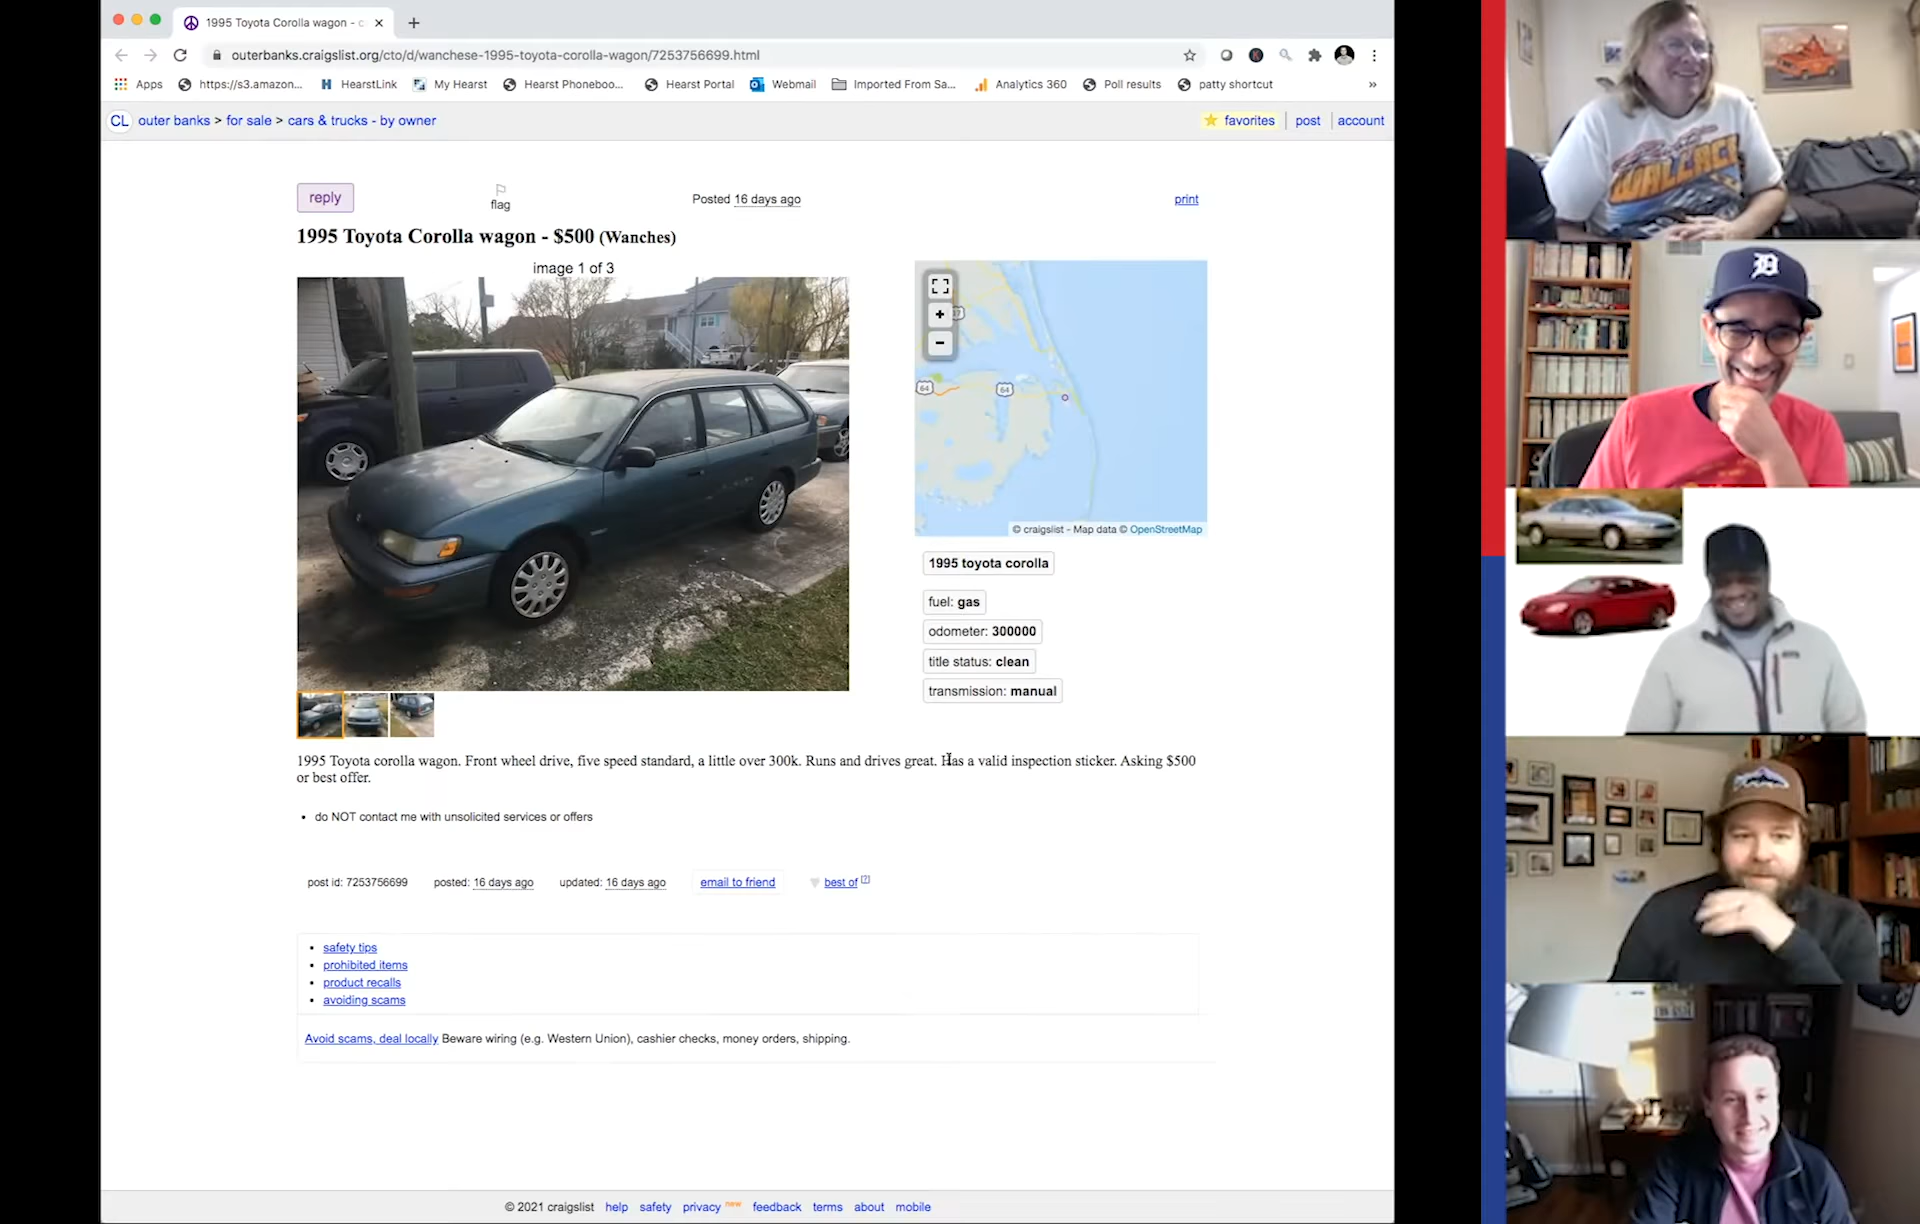 1995 Toyota Corolla wagon - c
outerbanks.craigslist.org/cto/d/wanchese-1995-toyota-corolla-wagon/7253756699.html
Apps https://s3.amazon... H HearstLink My Hearst Hearst Phoneboo... Hearst Portal Webmail Imported From Sa... Analytics 360 Poll results patty shortcut »
CL outer banks > for sale > cars & trucks - by owner favorites post account
reply flag Posted 16 days ago print
1995 Toyota Corolla wagon - $500 (Wanches)
image 1 of 3
+
17
−
64 64
© craigslist - Map data © OpenStreetMap
1995 toyota corolla
fuel: gas
odometer: 300000
title status: clean
transmission: manual
1995 Toyota corolla wagon. Front wheel drive, five speed standard, a little over 300k. Runs and drives great. Has a valid inspection sticker. Asking $500
or best offer.
• do NOT contact me with unsolicited services or offers
post id: 7253756699 posted: 16 days ago updated: 16 days ago email to friend best of [?]
• safety tips
• prohibited items
• product recalls
• avoiding scams
Avoid scams, deal locally Beware wiring (e.g. Western Union), cashier checks, money orders, shipping.
© 2021 craigslist help safety privacy new feedback terms about mobile
WALLACE
D